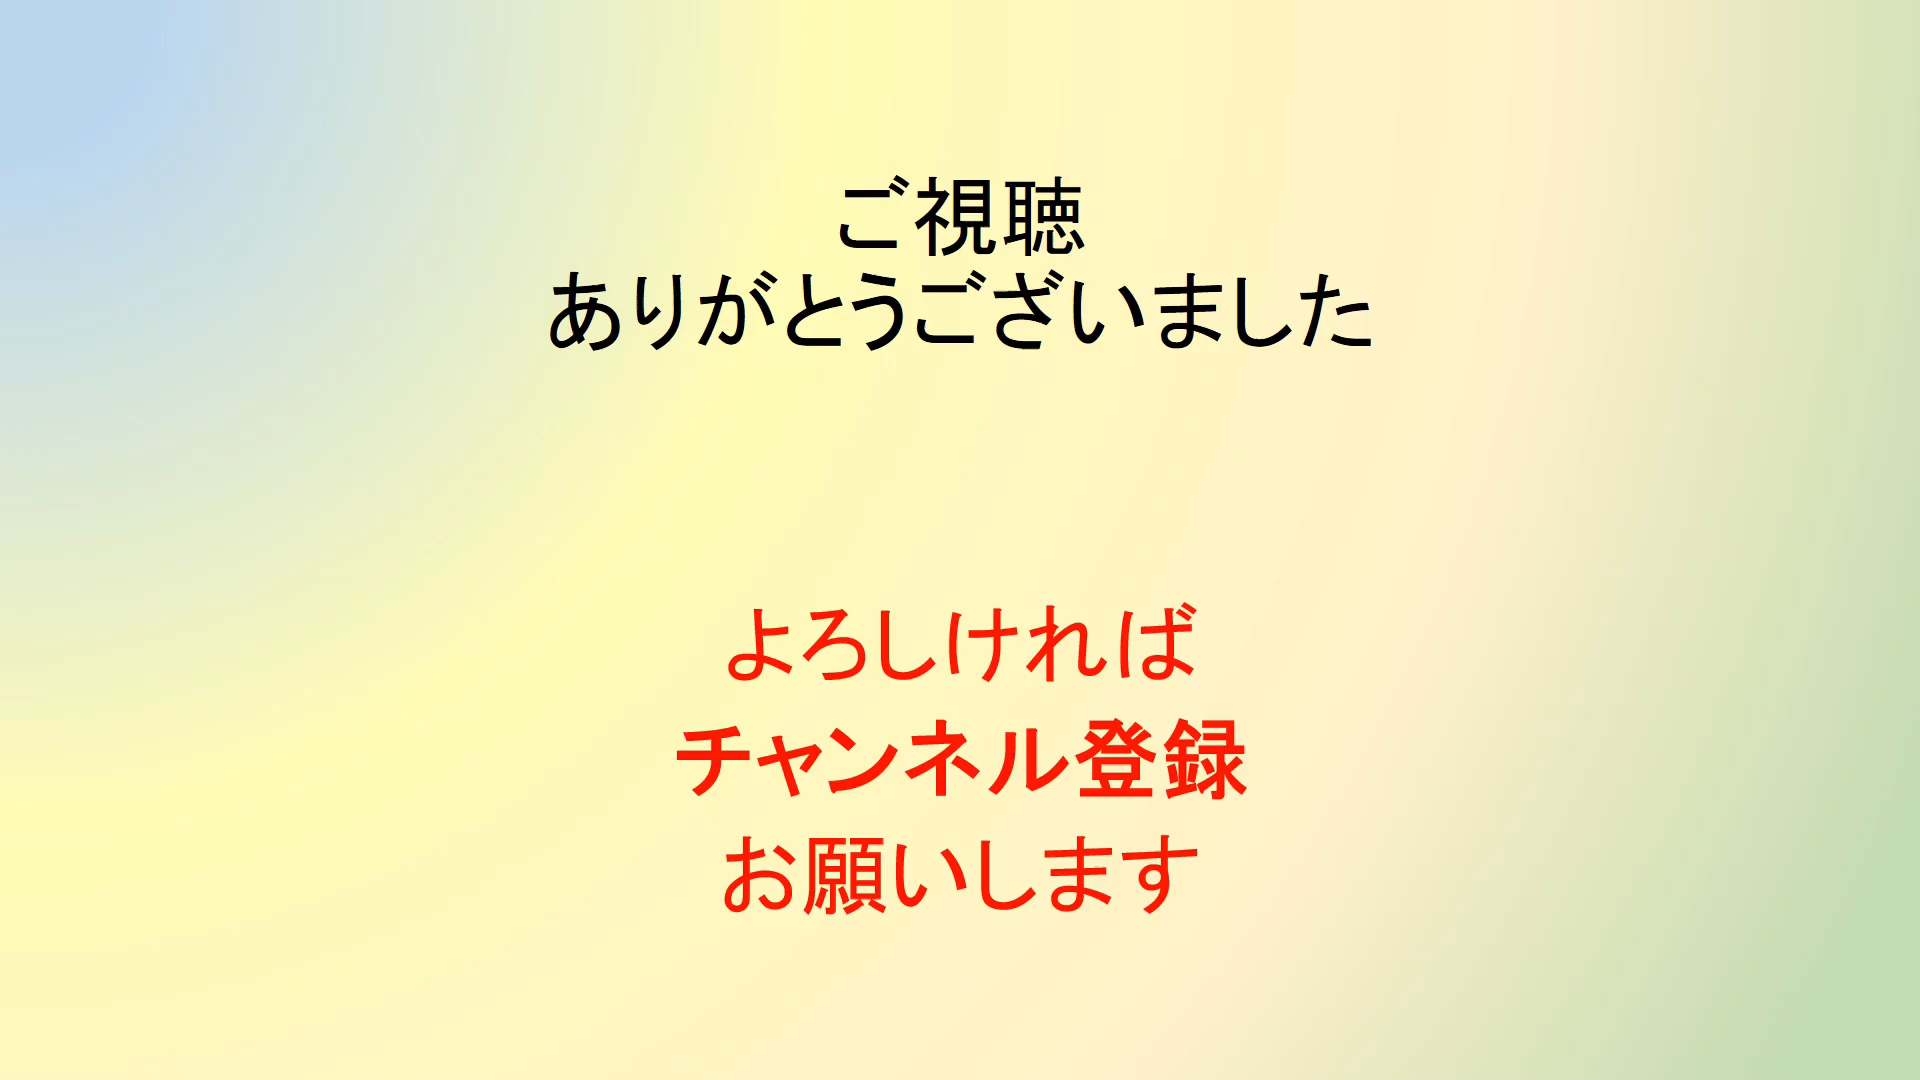 ご視聴
ありがとうございました
よろしければ
チャンネル登録
お願いします